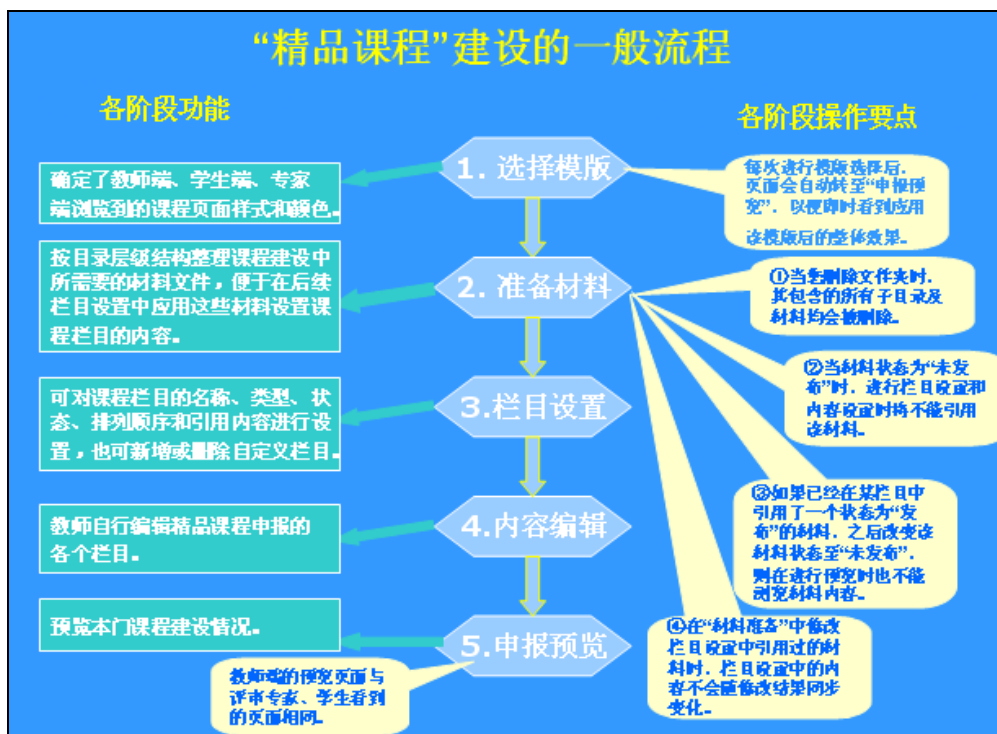 “精品课程”建设的一般流程
各阶段功能
各阶段操作要点
1. 选择模版
确定了教师端、学生端、专家
端浏览到的课程页面样式和颜色。
每次进行模版选择后，
页面会自动转至“申报预
览”，以便即时看到应用
该模版后的整体效果。
2. 准备材料
按目录层级结构整理课程建设中
所需要的材料文件，便于在后续
栏目设置中应用这些材料设置课
程栏目的内容。
①当您删除文件夹时，
其包含的所有子目录及
材料均会被删除。
②当材料状态为“未发
布”时，进行栏目设置和
内容设置时将不能引用
该材料。
3.栏目设置
可对课程栏目的名称、类型、状
态、排列顺序和引用内容进行设
置，也可新增或删除自定义栏目。
③如果已经在某栏目中
引用了一个状态为“发
布”的材料，之后改变该
材料状态至“未发布”，
则在进行预览时也不能
浏览材料内容。
4.内容编辑
教师自行编辑精品课程申报的
各个栏目。
④在“材料准备”中修改
栏目设置中引用过的材
料时，栏目设置中的内
容不会随修改结果同步
变化。
5.申报预览
预览本门课程建设情况。
教师端的预览页面与
评审专家、学生看到
的页面相同。